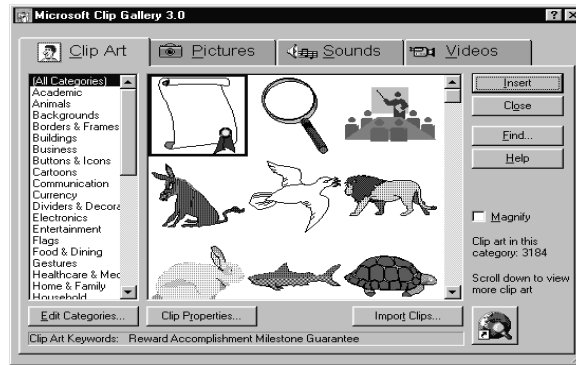 Microsoft Clip Gallery 3.0
Clip Art
Pictures
Sounds
Videos
(All Categories)
Academic
Animals
Backgrounds
Borders & Frames
Buildings
Business
Buttons & Icons
Cartoons
Communication
Currency
Dividers & Decora
Electronics
Entertainment
Flags
Food & Dining
Gestures
Healthcare & Med
Home & Family
Household
Insert
Close
Find...
Help
Magnify
Clip art in this
category: 3184
Scroll down to view
more clip art
Edit Categories...
Clip Properties...
Import Clips...
Clip Art Keywords: Reward Accomplishment Milestone Guarantee